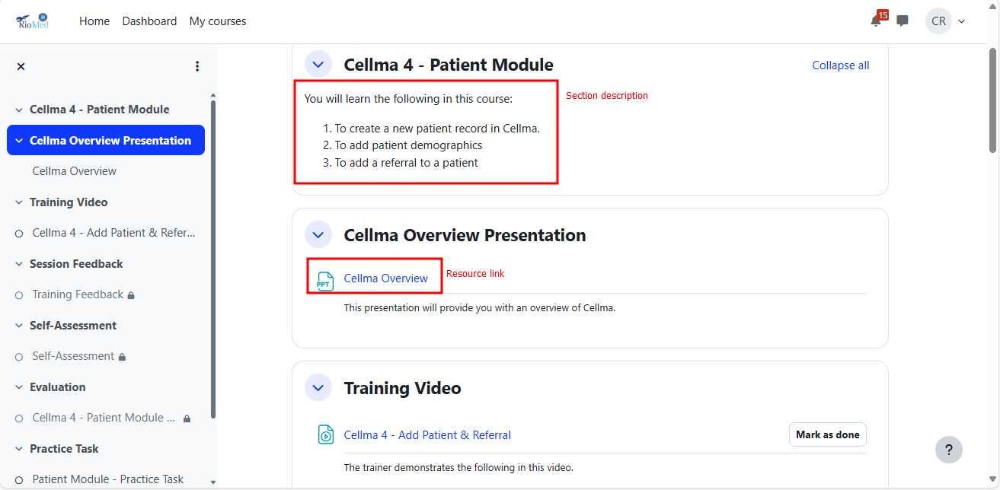 RioMed
25
Home Dashboard My courses
15
CR
Cellma 4 - Patient Module
Cellma Overview Presentation
Cellma Overview
Training Video
Cellma 4 - Add Patient & Refer...
Session Feedback
Training Feedback
Self-Assessment
Self-Assessment
Evaluation
Cellma 4 - Patient Module ...
Practice Task
Patient Module - Practice Task
Cellma 4 - Patient Module
Collapse all
You will learn the following in this course:
Section description
1. To create a new patient record in Cellma.
2. To add patient demographics
3. To add a referral to a patient
Cellma Overview Presentation
PPT
Cellma Overview
Resource link
This presentation will provide you with an overview of Cellma.
Training Video
Cellma 4 - Add Patient & Referral
Mark as done
The trainer demonstrates the following in this video.
?